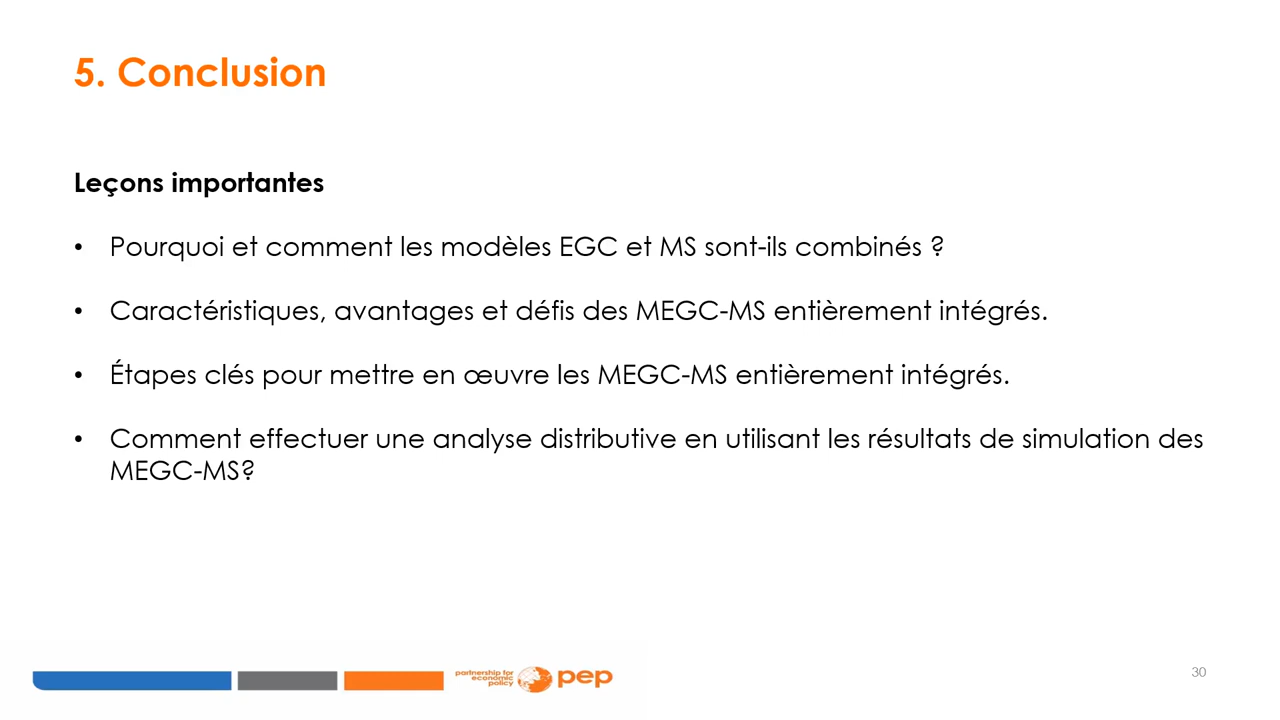 5. Conclusion
Leçons importantes
• Pourquoi et comment les modèles EGC et MS sont-ils combinés ?
• Caractéristiques, avantages et défis des MEGC-MS entièrement intégrés.
• Étapes clés pour mettre en œuvre les MEGC-MS entièrement intégrés.
• Comment effectuer une analyse distributive en utilisant les résultats de simulation des
MEGC-MS?
partnership for
economic
policy
pep
30